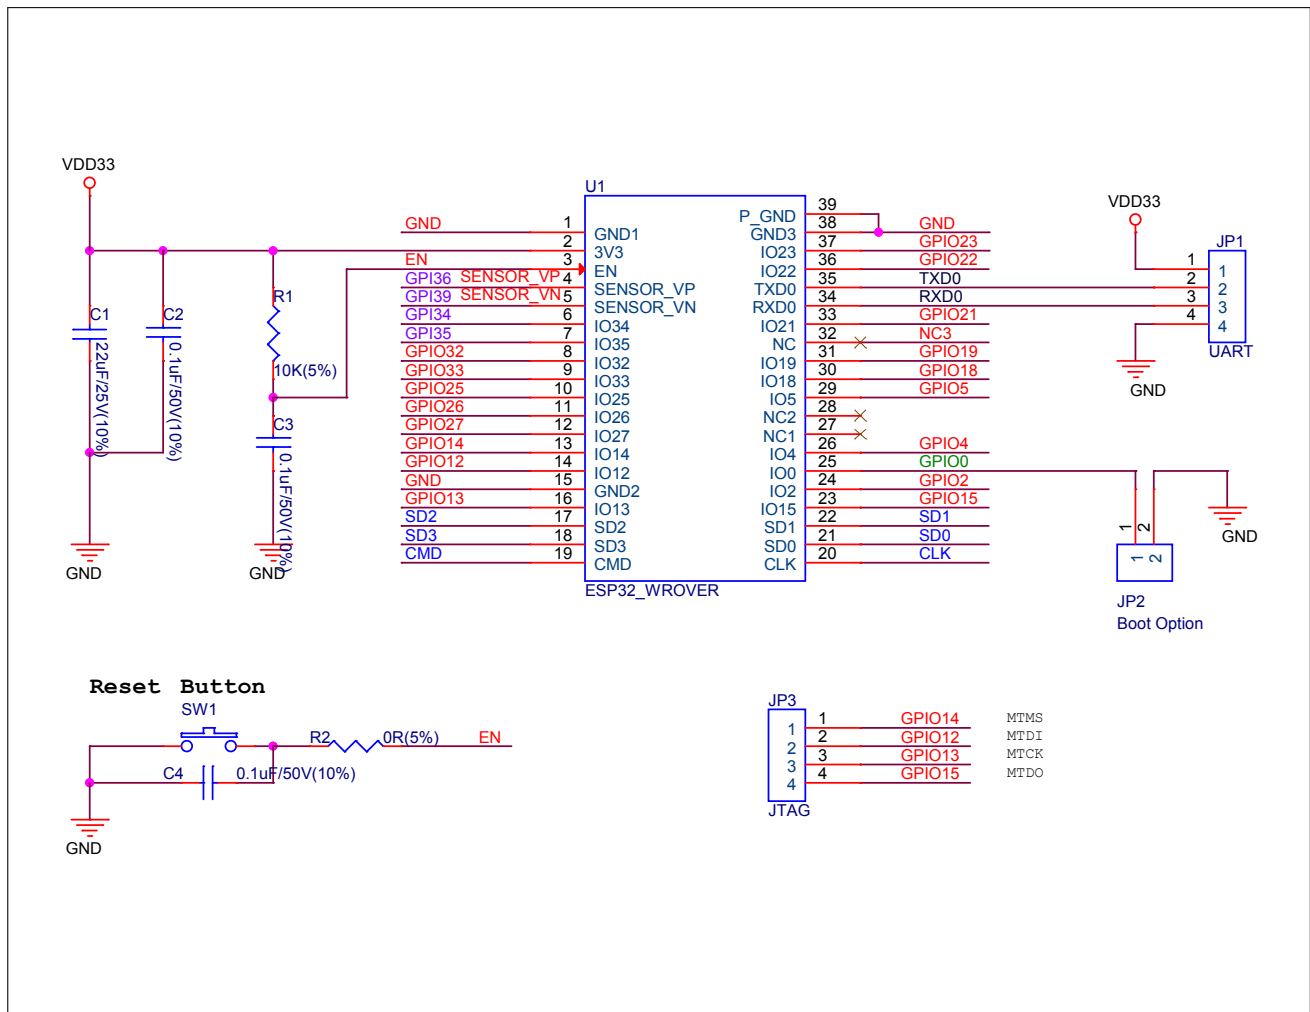 VDD33
C1
22uF/25V(10%)
C2
0.1uF/50V(10%)
R1
10K(5%)
C3
0.1uF/50V(10%)
GND
GND
U1
GND 1 GND1
2 3V3
EN 3 EN
GPI36 SENSOR_VP 4 SENSOR_VP
GPI39 SENSOR_VN 5 SENSOR_VN
GPI34 6 IO34
GPI35 7 IO35
GPIO32 8 IO32
GPIO33 9 IO33
GPIO25 10 IO25
GPIO26 11 IO26
GPIO27 12 IO27
GPIO14 13 IO14
GPIO12 14 IO12
GND 15 GND2
GPIO13 16 IO13
SD2 17 SD2
SD3 18 SD3
CMD 19 CMD
P_GND 39
GND3 38 GND
IO23 37 GPIO23
IO22 36 GPIO22
TXD0 35 TXD0
RXD0 34 RXD0
IO21 33 GPIO21
NC 32 NC3
IO19 31 GPIO19
IO18 30 GPIO18
IO5 29 GPIO5
NC2 28
NC1 27
IO4 26 GPIO4
IO0 25 GPIO0
IO2 24 GPIO2
IO15 23 GPIO15
SD1 22 SD1
SD0 21 SD0
CLK 20 CLK
ESP32_WROVER
VDD33
JP1
1 1
2 2
3 3
4 4
UART
GND
1 2
1 2
GND
JP2
Boot Option
Reset Button
SW1
R2 0R(5%) EN
C4 0.1uF/50V(10%)
GND
JP3
1 1 GPIO14 MTMS
2 2 GPIO12 MTDI
3 3 GPIO13 MTCK
4 4 GPIO15 MTDO
JTAG